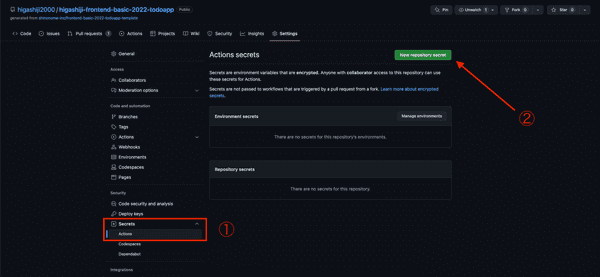 higashiji2000 / higashiji-frontend-basic-2022-todoapp Public
generated from shinonome-inc/higashiji-frontend-basic-2022-todoapp-template
Pin
Unwatch 1
Fork 0
Star 0
Code
Issues
Pull requests 1
Actions
Projects
Wiki
Security
Insights
Settings
General
Access
Collaborators
Moderation options
Code and automation
Branches
Tags
Actions
Webhooks
Environments
Codespaces
Pages
Security
Code security and analysis
Deploy keys
Secrets
Actions
Codespaces
Dependabot
Integrations
①
Actions secrets
New repository secret
②
Secrets are environment variables that are encrypted. Anyone with collaborator access to this repository can use
these secrets for Actions.
Secrets are not passed to workflows that are triggered by a pull request from a fork. Learn more about encrypted
secrets.
Environment secrets
Manage environments
There are no secrets for this repository's environments.
Repository secrets
There are no secrets for this repository.